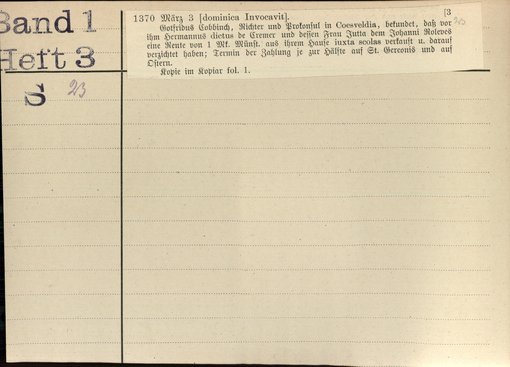 Band 1
Heft 3
S 23
1370 März 3 [dominica Invocavit]. [3
Gotfridus Cobbinch, Richter und Prokonsul in Coesveldia, bekundet, daß vor
ihm Hermannus dictus de Cremer und dessen Frau Jutta dem Johanni Roleves
eine Rente von 1 Mk. Münst. aus ihrem Hause iuxta scolas verkauft u. darauf
verzichtet haben; Termin der Zahlung je zur Hälfte auf St. Gereonis und auf
Ostern.
Kopie im Kopiar fol. 1.